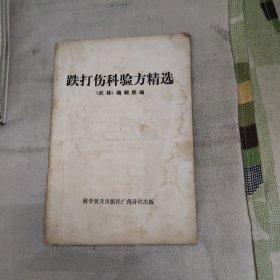 跌打伤科验方精选
《武林》编辑部编
科学普及出版社广州分社出版